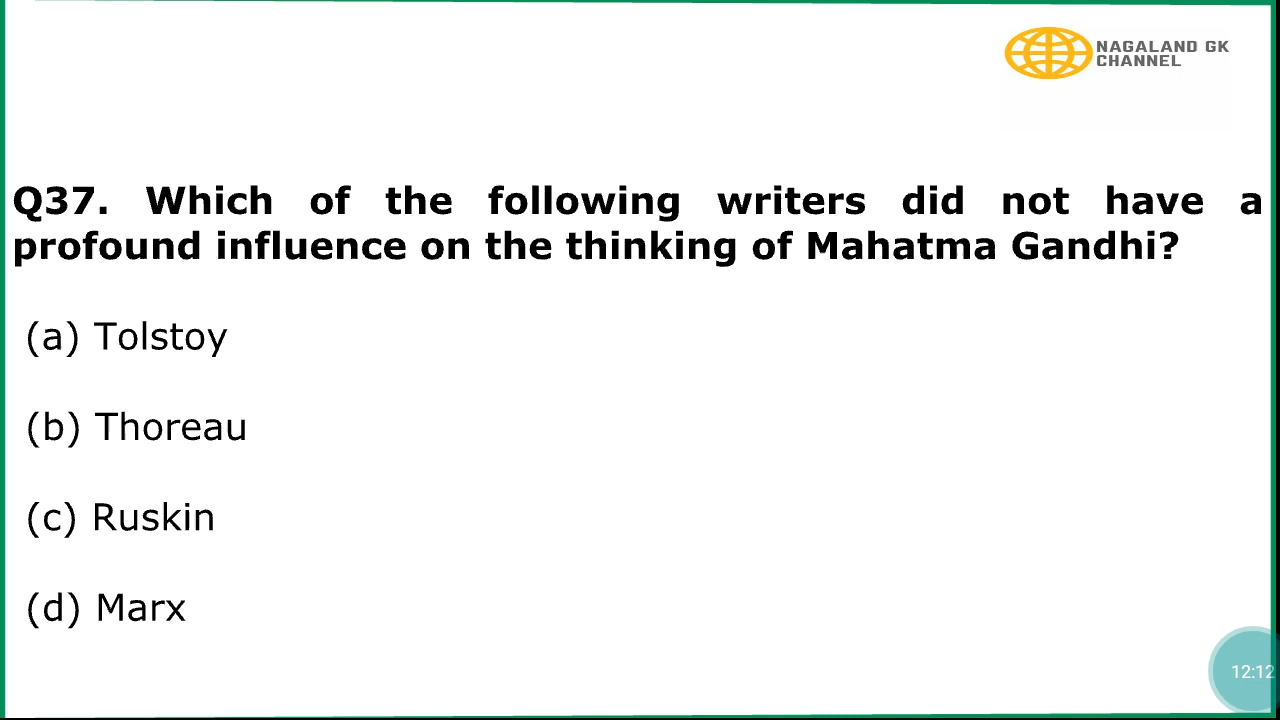 NAGALAND GK
CHANNEL
Q37. Which of the following writers did not have a
profound influence on the thinking of Mahatma Gandhi?
(a) Tolstoy
(b) Thoreau
(c) Ruskin
(d) Marx
12:12